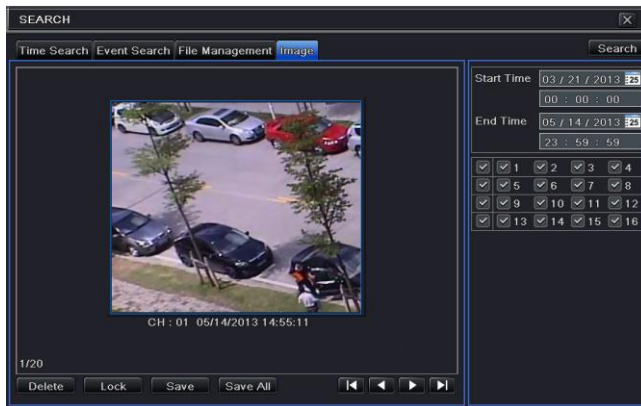 SEARCH
Time Search Event Search File Management Image
Search
Start Time 03 / 21 / 2013 25
00 : 00 : 00
End Time 05 / 14 / 2013 25
23 : 59 : 59
1 2 3 4
5 6 7 8
9 10 11 12
13 14 15 16
CH : 01 05/14/2013 14:55:11
1/20
Delete Lock Save Save All